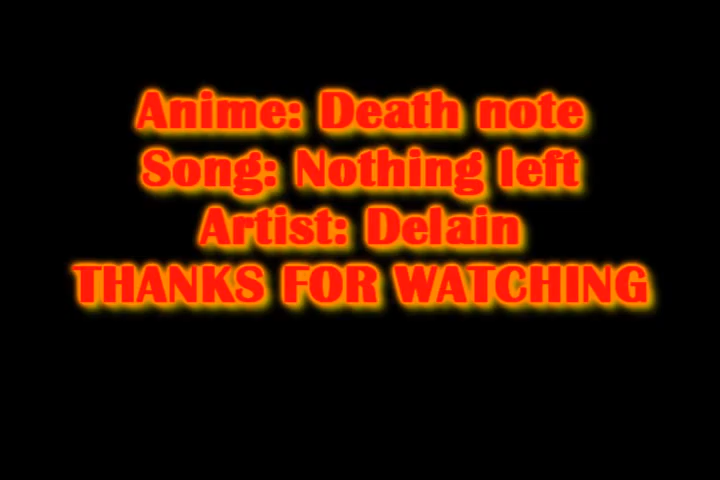 Anime: Death note
Song: Nothing left
Artist: Delain
THANKS FOR WATCHING